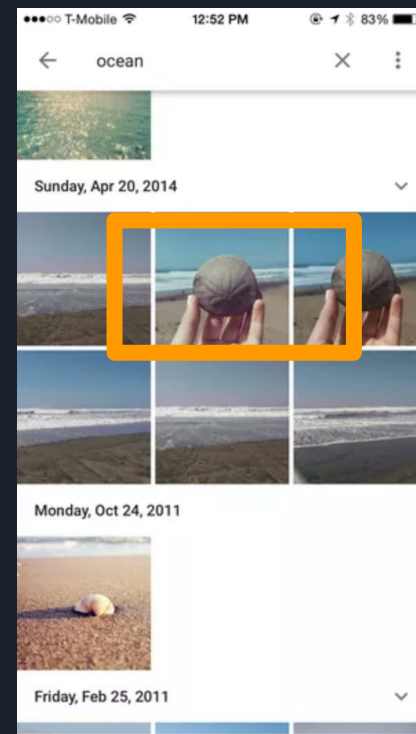 T-Mobile 12:52 PM 83%
ocean
Sunday, Apr 20, 2014
Monday, Oct 24, 2011
Friday, Feb 25, 2011